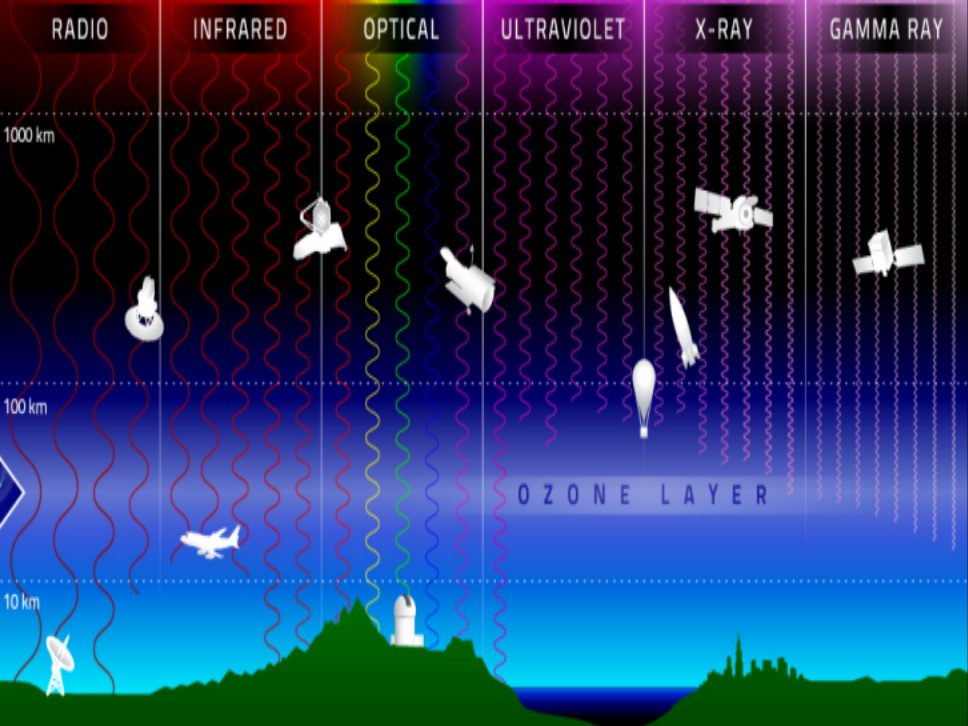 RADIO INFRARED OPTICAL ULTRAVIOLET X-RAY GAMMA RAY
1000 km
100 km
OZONE LAYER
10 km